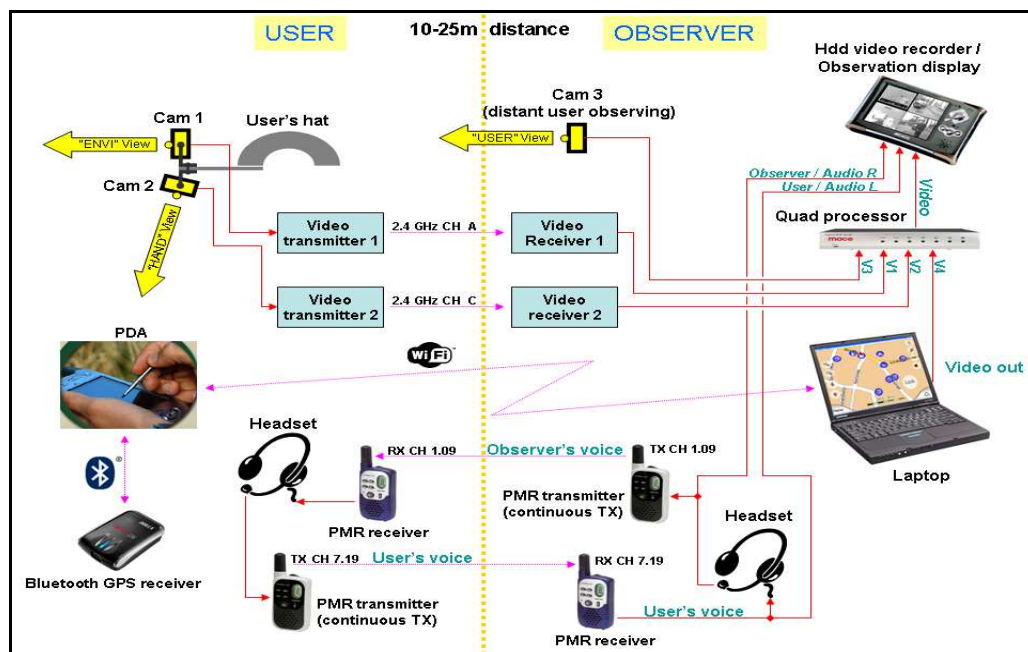 USER
10-25m distance
OBSERVER
Hdd video recorder /
Observation display
Cam 1
User's hat
Cam 3
(distant user observing)
"ENVI" View
"USER" View
Cam 2
"HAND" View
Observer / Audio R
User / Audio L
Video
Quad processor
mace
Video
transmitter 1
2.4 GHz CH A
Video
Receiver 1
V3
V1
V2
V4
Video
transmitter 2
2.4 GHz CH C
Video
receiver 2
PDA
Wi Fi
Video out
Headset
RX CH 1.09
Observer's voice
TX CH 1.09
Laptop
PMR transmitter
(continuous TX)
PMR receiver
Headset
TX CH 7.19
User's voice
RX CH 7.19
Bluetooth GPS receiver
PMR transmitter
(continuous TX)
User's voice
PMR receiver